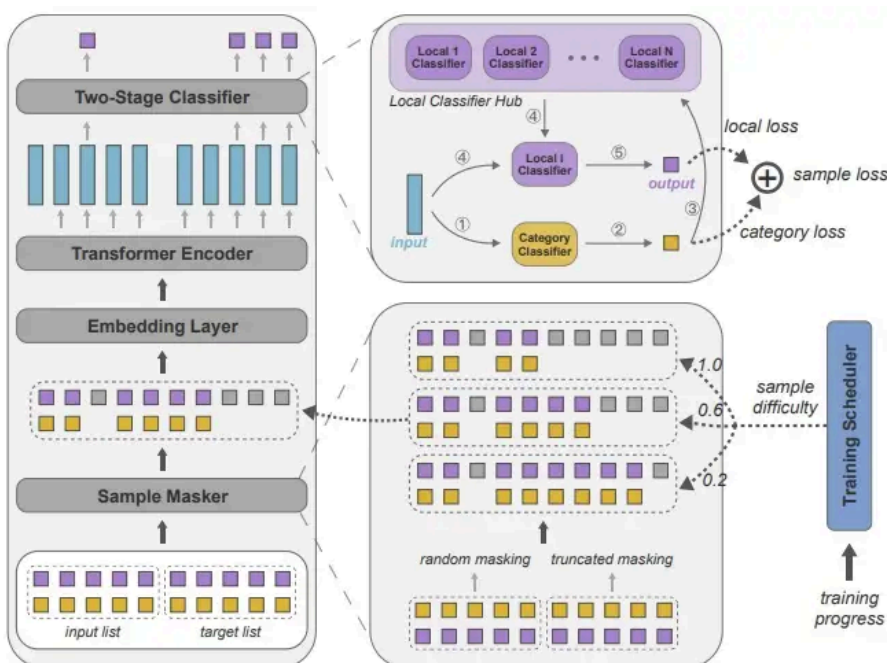 Two-Stage Classifier
Transformer Encoder
Embedding Layer
Sample Masker
input list
target list
Local 1
Classifier
Local 2
Classifier
• • •
Local N
Classifier
Local Classifier Hub
④
④
Local I
Classifier
⑤
output
③
input
①
Category
Classifier
②
local loss
sample loss
category loss
1.0
0.6
0.2
sample
difficulty
Training Scheduler
training
progress
random masking
truncated masking